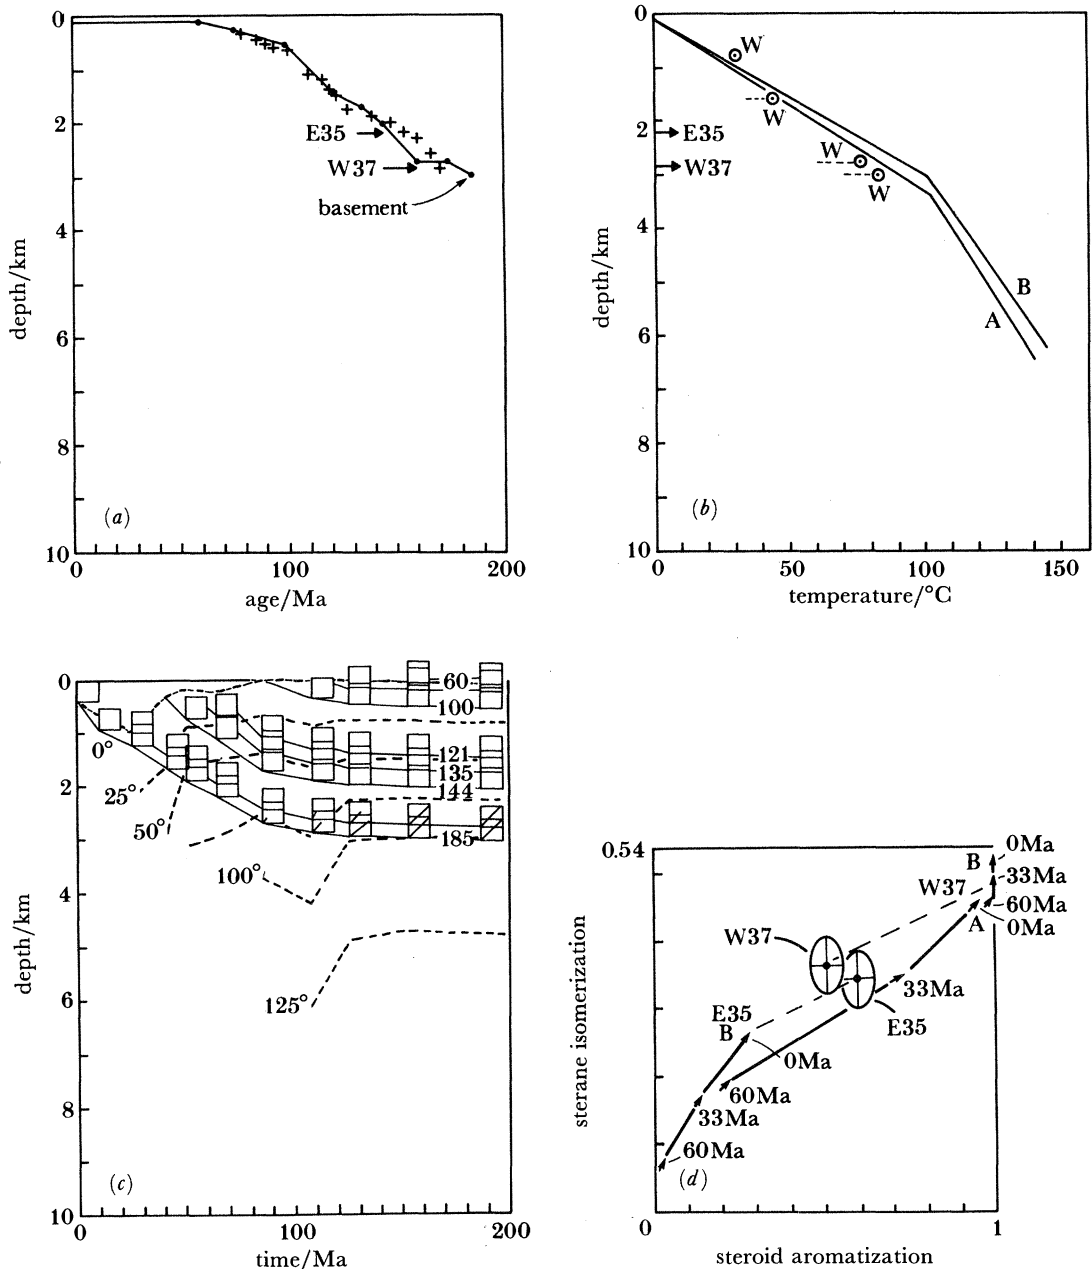 0
2
4
6
8
10
depth/km
E35
W37
basement
(a)
0
100
200
age/Ma
0
2
4
6
8
10
depth/km
W
W
W
W
E35
W37
B
A
(b)
0
50
100
150
temperature/°C
0
2
4
6
8
10
depth/km
60
100
121
135
144
185
0°
25°
50°
100°
125°
(c)
0
100
200
time/Ma
0.54
sterane isomerization
B
0Ma
33Ma
W37
60Ma
A
0Ma
W37
33Ma
E35
E35
B
0Ma
60Ma
33Ma
60Ma
(d)
0
1
steroid aromatization